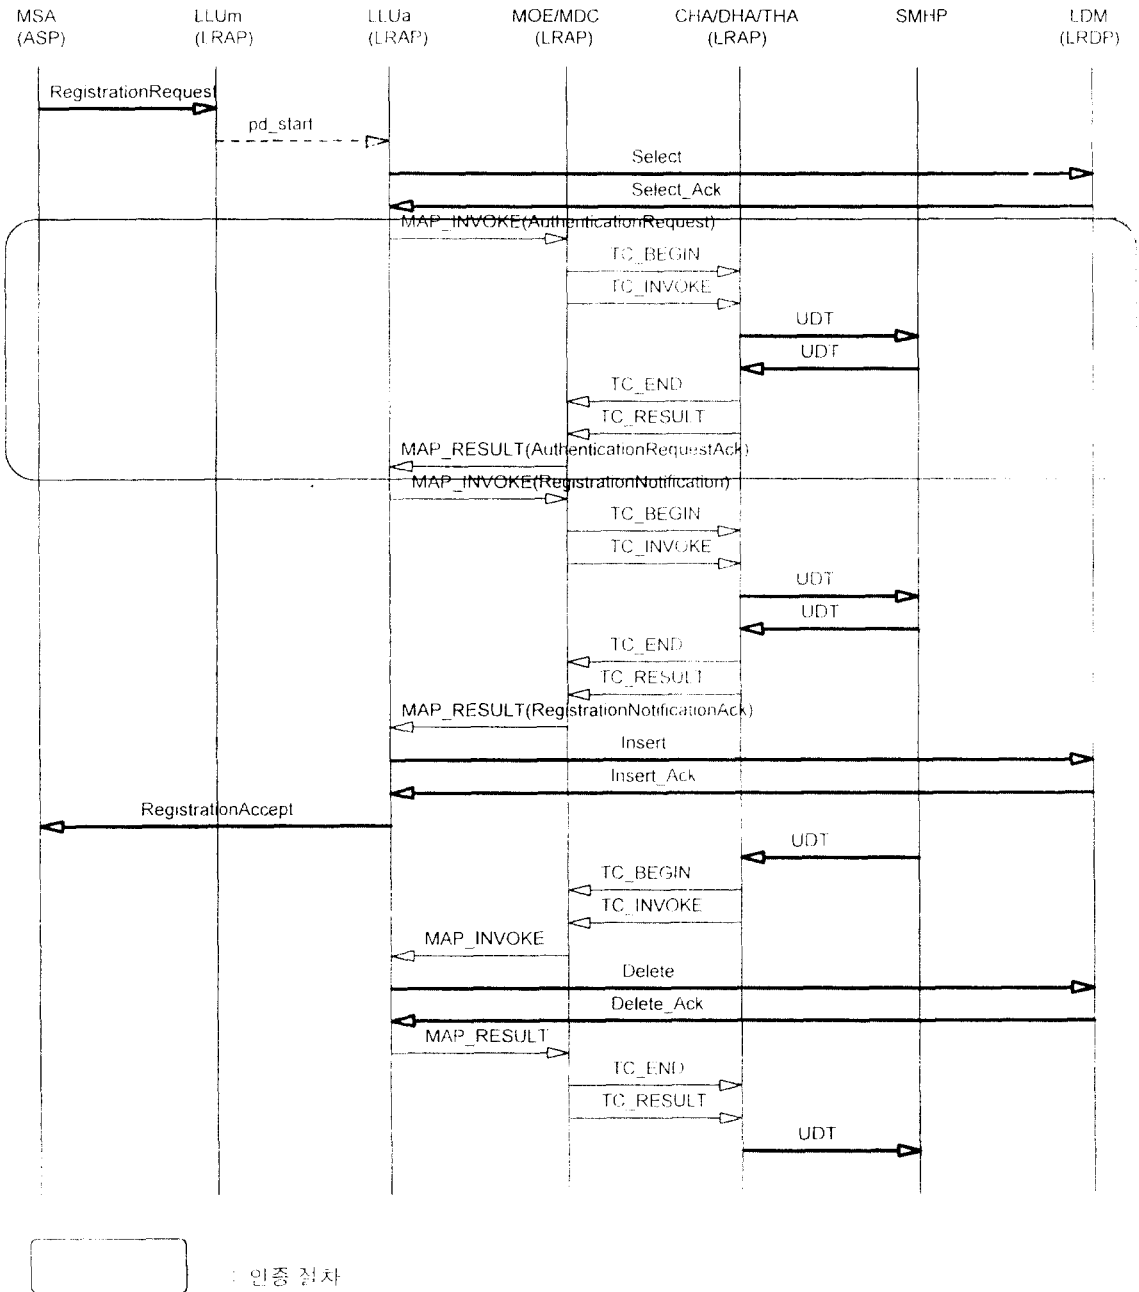 MSA LLUm LLUa MOE/MDC CHA/DHA/THA SMHP LDM
(ASP) (LRAP) (LRAP) (LRAP) (LRAP) (LRDP)
RegistrationRequest
pd_start
Select
Select_Ack
MAP_INVOKE(AuthenticationRequest)
TC_BEGIN
TC_INVOKE
UDT
UDT
TC_END
TC_RESULT
MAP_RESULT(AuthenticationRequestAck)
MAP_INVOKE(RegistrationNotification)
TC_BEGIN
TC_INVOKE
UDT
UDT
TC_END
TC_RESULT
MAP_RESULT(RegistrationNotificationAck)
Insert
Insert_Ack
RegistrationAccept
UDT
TC_BEGIN
TC_INVOKE
MAP_INVOKE
Delete
Delete_Ack
MAP_RESULT
TC_END
TC_RESULT
UDT
: 인증 절차